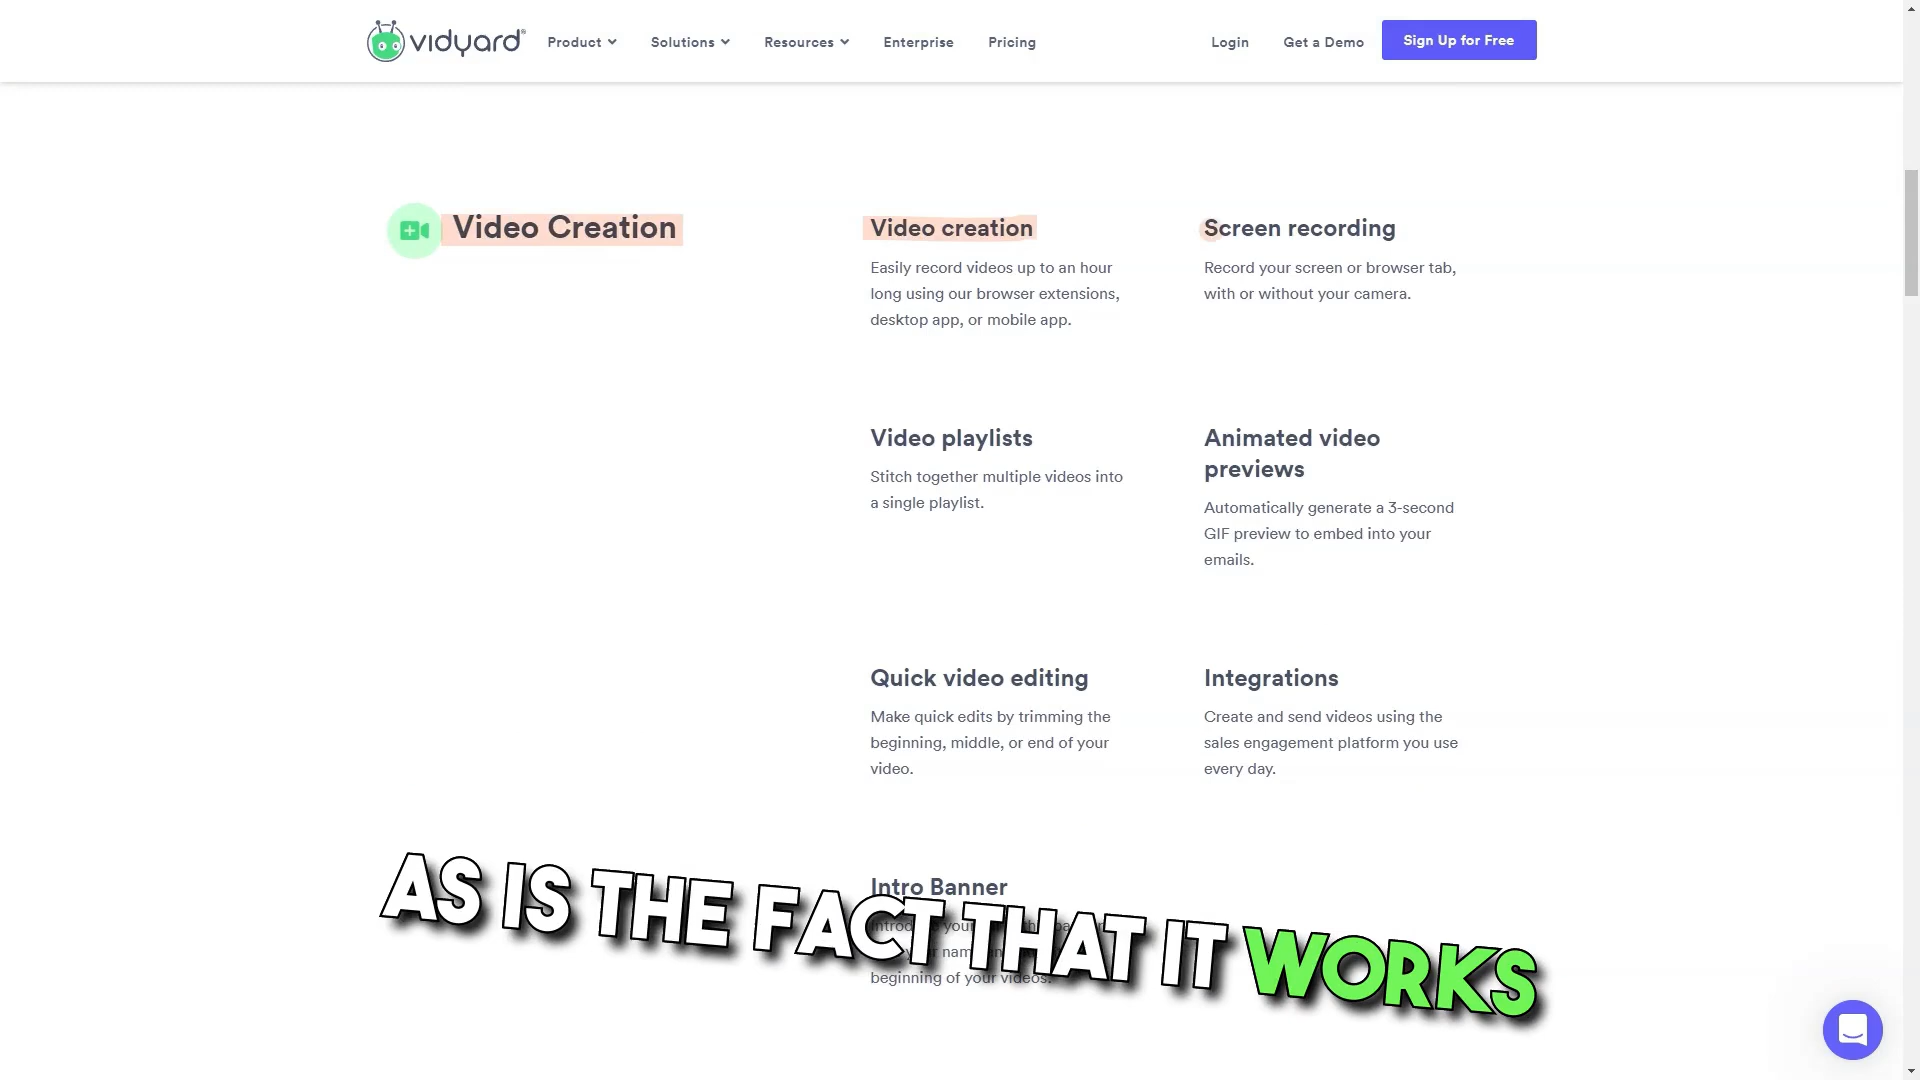 vidyard
Product
Solutions
Resources
Enterprise
Pricing
Login
Get a Demo
Sign Up for Free
Video Creation
Video creation
Easily record videos up to an hour
long using our browser extensions,
desktop app, or mobile app.
Screen recording
Record your screen or browser tab,
with or without your camera.
Video playlists
Stitch together multiple videos into
a single playlist.
Animated video
previews
Automatically generate a 3-second
GIF preview to embed into your
emails.
Quick video editing
Make quick edits by trimming the
beginning, middle, or end of your
video.
Integrations
Create and send videos using the
sales engagement platform you use
every day.
Intro Banner
beginning of your videos.
AS IS THE FACT THAT IT WORKS